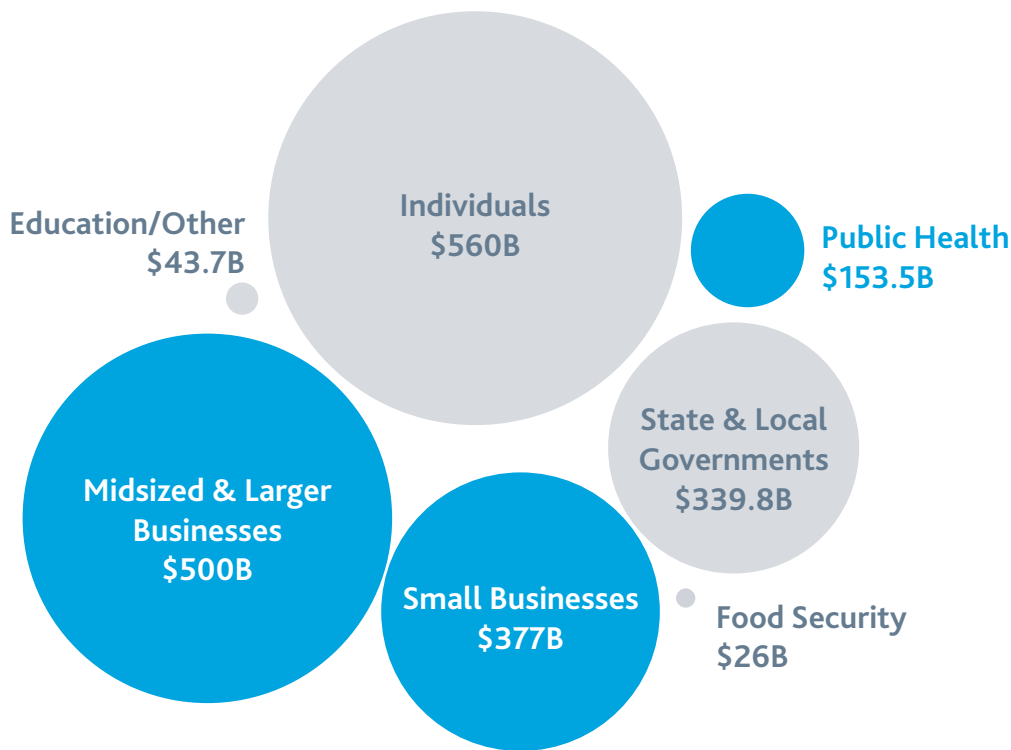 Individuals
$560B
Education/Other
$43.7B
Public Health
$153.5B
State & Local
Governments
$339.8B
Midsized & Larger
Businesses
$500B
Small Businesses
$377B
Food Security
$26B